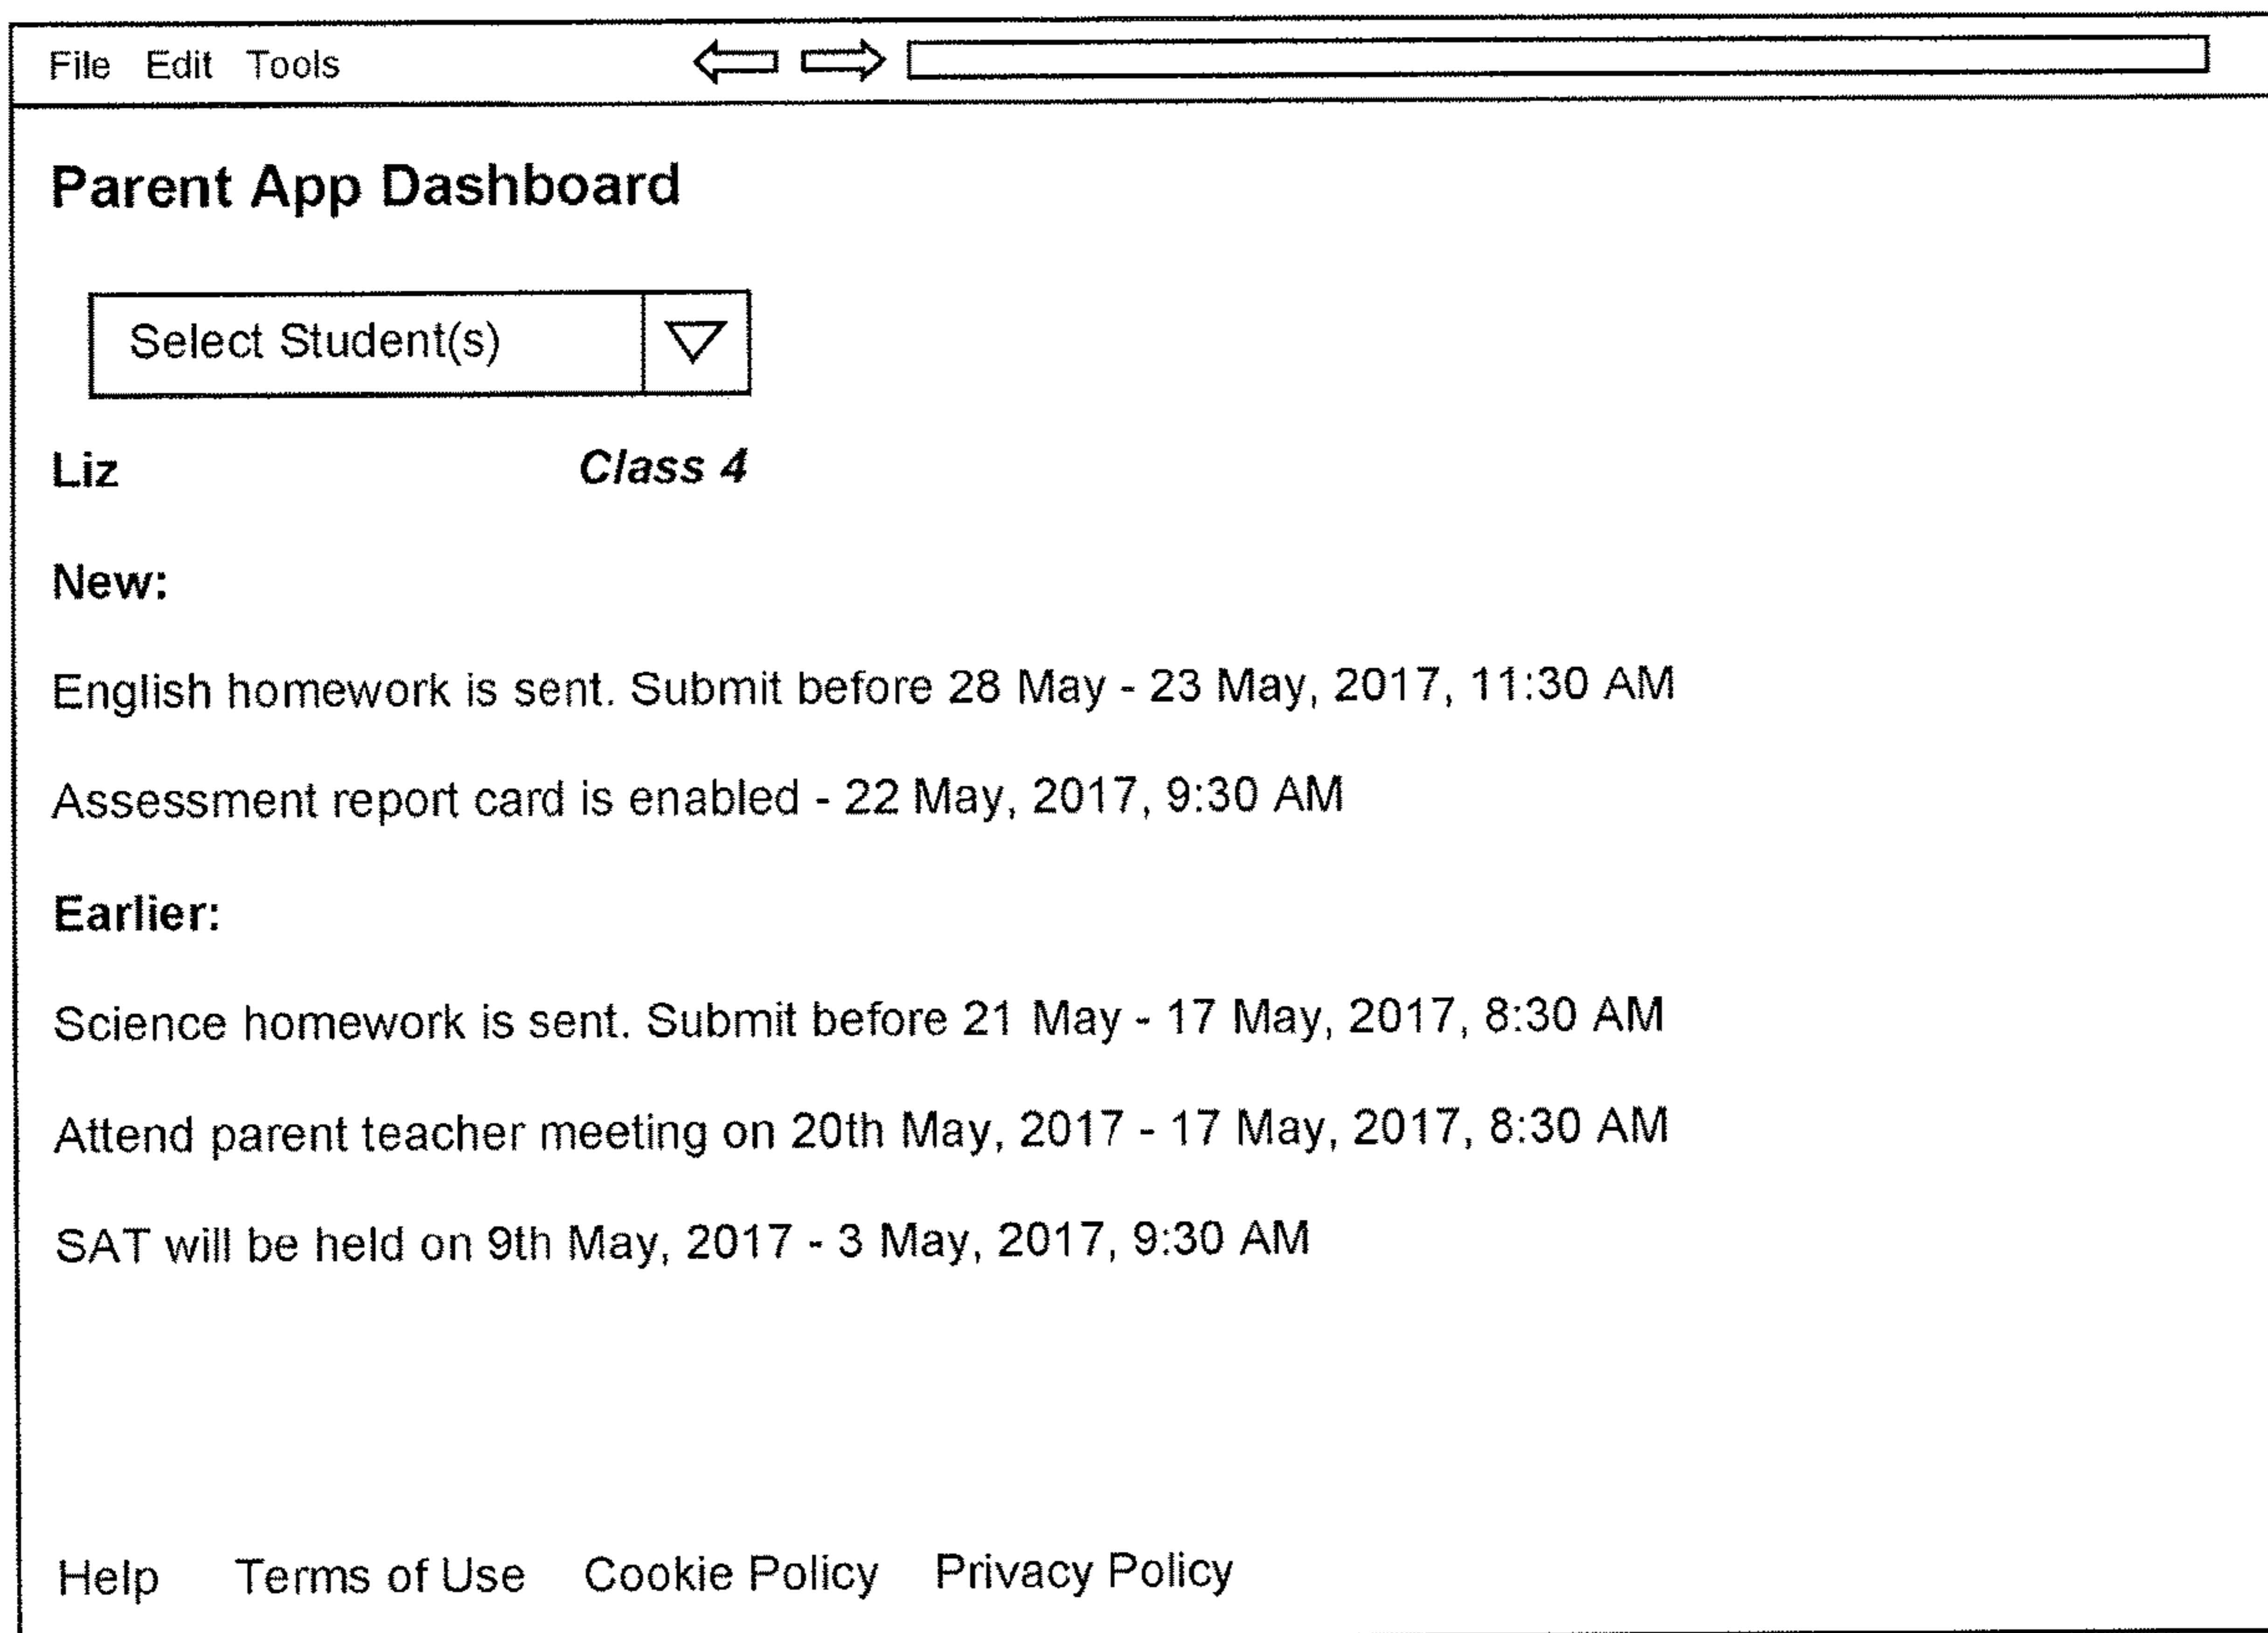 File Edit Tools
Parent App Dashboard
Select Student(s)
Liz Class 4
New:
English homework is sent. Submit before 28 May - 23 May, 2017, 11:30 AM
Assessment report card is enabled - 22 May, 2017, 9:30 AM
Earlier:
Science homework is sent. Submit before 21 May - 17 May, 2017, 8:30 AM
Attend parent teacher meeting on 20th May, 2017 - 17 May, 2017, 8:30 AM
SAT will be held on 9th May, 2017 - 3 May, 2017, 9:30 AM
Help Terms of Use Cookie Policy Privacy Policy